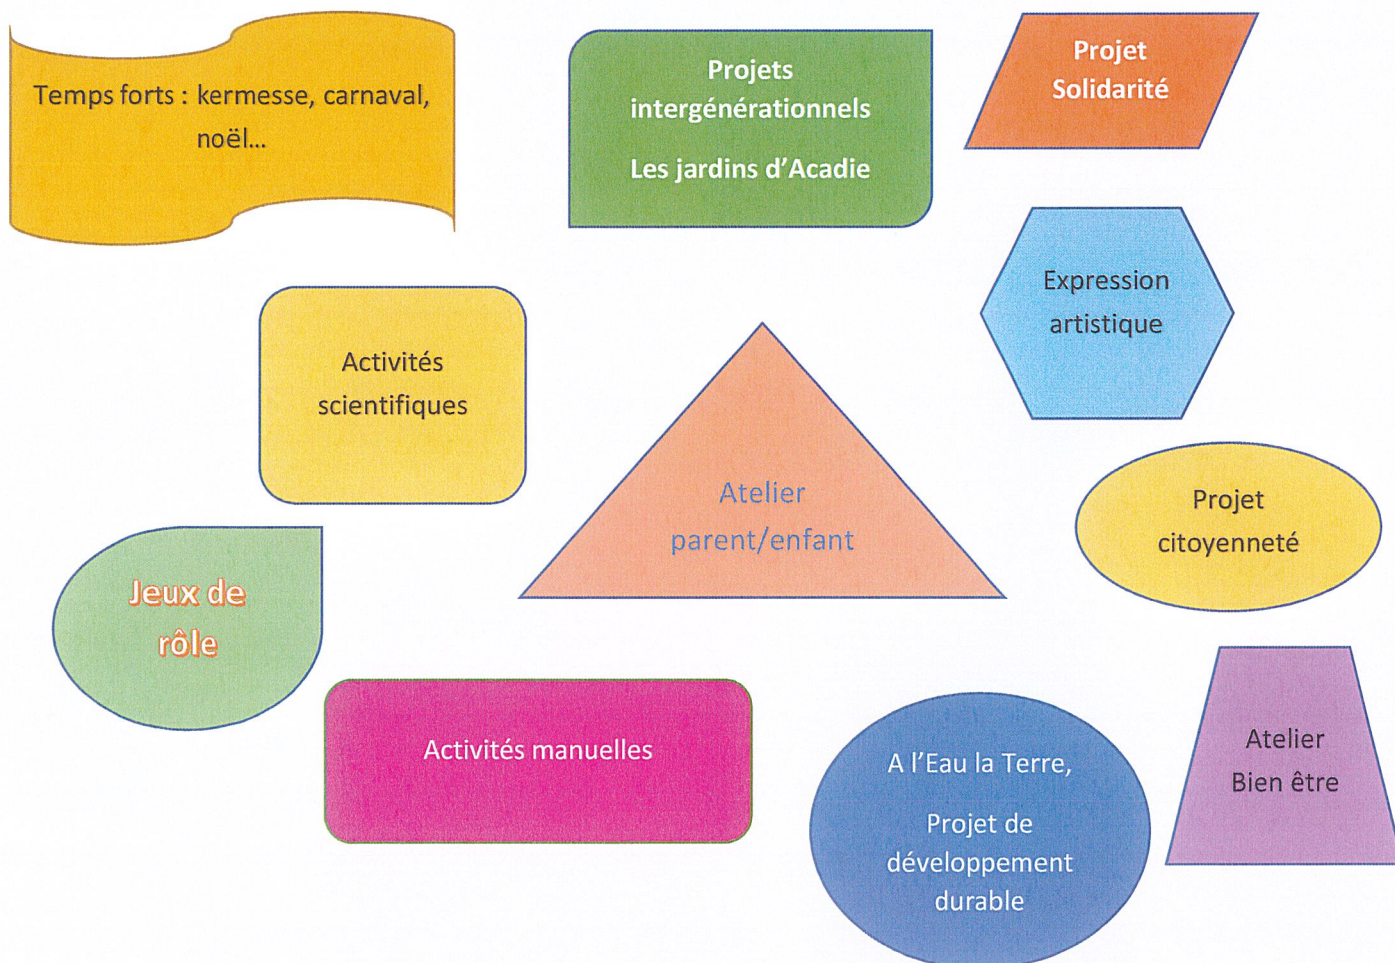 Temps forts : kermesse, carnaval,
noël...
Projets
intergénérationnels
Les jardins d'Acadie
Projet
Solidarité
Expression
artistique
Activités
scientifiques
Atelier
parent/enfant
Projet
citoyenneté
Jeux de
rôle
Activités manuelles
A l'Eau la Terre,
Projet de
développement
durable
Atelier
Bien être